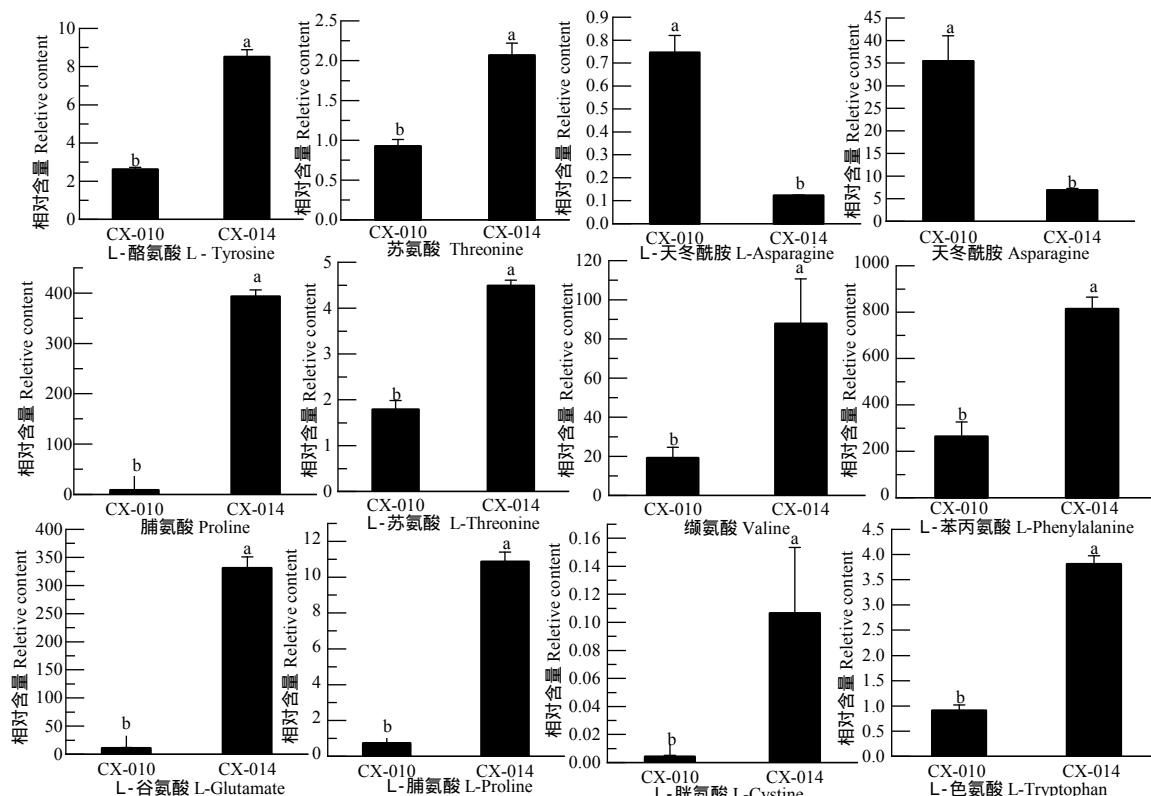 相对含量 Reletive content
10
8
6
4
2
0
b
a
CX-010 CX-014
L-酪氨酸 L - Tyrosine
相对含量 Reletive content
2.5
2.0
1.5
1.0
0.25
0.0
b
a
CX-010 CX-014
苏氨酸 Threonine
相对含量 Reletive content
0.9
0.8
0.7
0.6
0.5
0.4
0.3
0.2
0.1
0.0
a
b
CX-010 CX-014
L-天冬酰胺 L-Asparagine
相对含量 Reletive content
45
40
35
30
25
20
15
10
5
0
a
b
CX-010 CX-014
天冬酰胺 Asparagine
相对含量 Reletive content
400
300
200
100
0
b
a
CX-010 CX-014
脯氨酸 Proline
相对含量 Reletive content
5
4
3
2
1
0
b
a
CX-010 CX-014
L-苏氨酸 L-Threonine
相对含量 Reletive content
120
100
80
60
40
20
0
b
a
CX-010 CX-014
缬氨酸 Valine
相对含量 Reletive content
1000
800
600
400
200
0
b
a
CX-010 CX-014
L-苯丙氨酸 L-Phenylalanine
相对含量 Reletive content
400
350
300
250
200
150
100
50
0
b
a
CX-010 CX-014
L-谷氨酸 L-Glutamate
相对含量 Reletive content
12
10
8
6
4
2
0
b
a
CX-010 CX-014
L-脯氨酸 L-Proline
相对含量 Reletive content
0.16
0.14
0.12
0.10
0.08
0.06
0.04
0.02
0.00
b
a
CX-010 CX-014
L-胱氨酸 L-Cystine
相对含量 Reletive content
4.5
4.0
3.5
3.0
2.5
2.0
1.5
1.0
0.5
0.0
b
a
CX-010 CX-014
L-色氨酸 L-Tryptophan